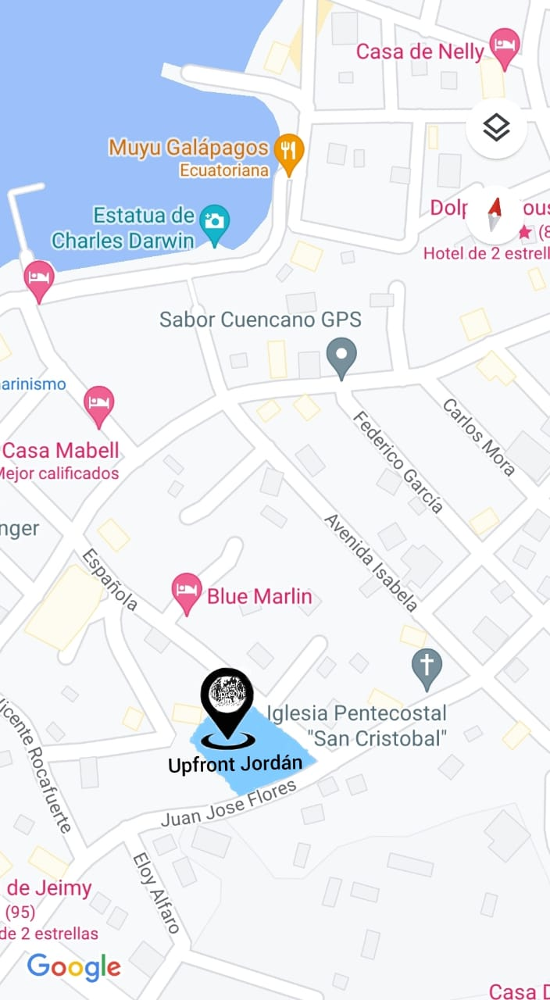 Casa de Nelly
Muyu Galápagos
Ecuatoriana
Dolp
ous
(8
Hotel de 2 estrell
Estatua de
Charles Darwin
Sabor Cuencano GPS
arinismo
Casa Mabell
Mejor calificados
Carlos Mora
Federico García
nger
Avenida Isabela
Española
Blue Marlin
Upfront
Iglesia Pentecostal
"San Cristobal"
Upfront Jordán
Vicente Rocafuerte
Juan Jose Flores
Eloy Alfaro
de Jeimy
(95)
de 2 estrellas
Google
Casa D